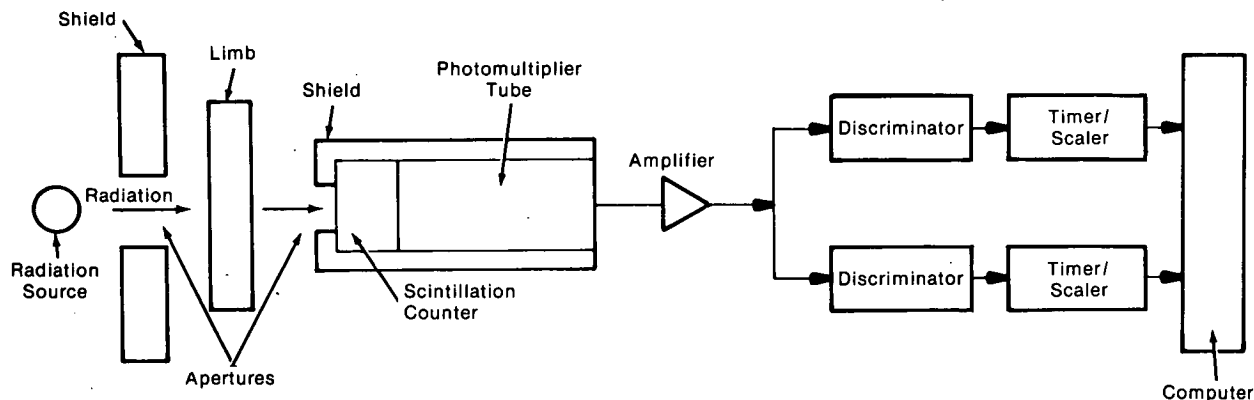 Shield
Limb
Photomultiplier
Tube
Shield
Discriminator
Timer/
Scaler
Amplifier
Radiation
Radiation
Source
Discriminator
Timer/
Scaler
Scintillation
Counter
Apertures
Computer